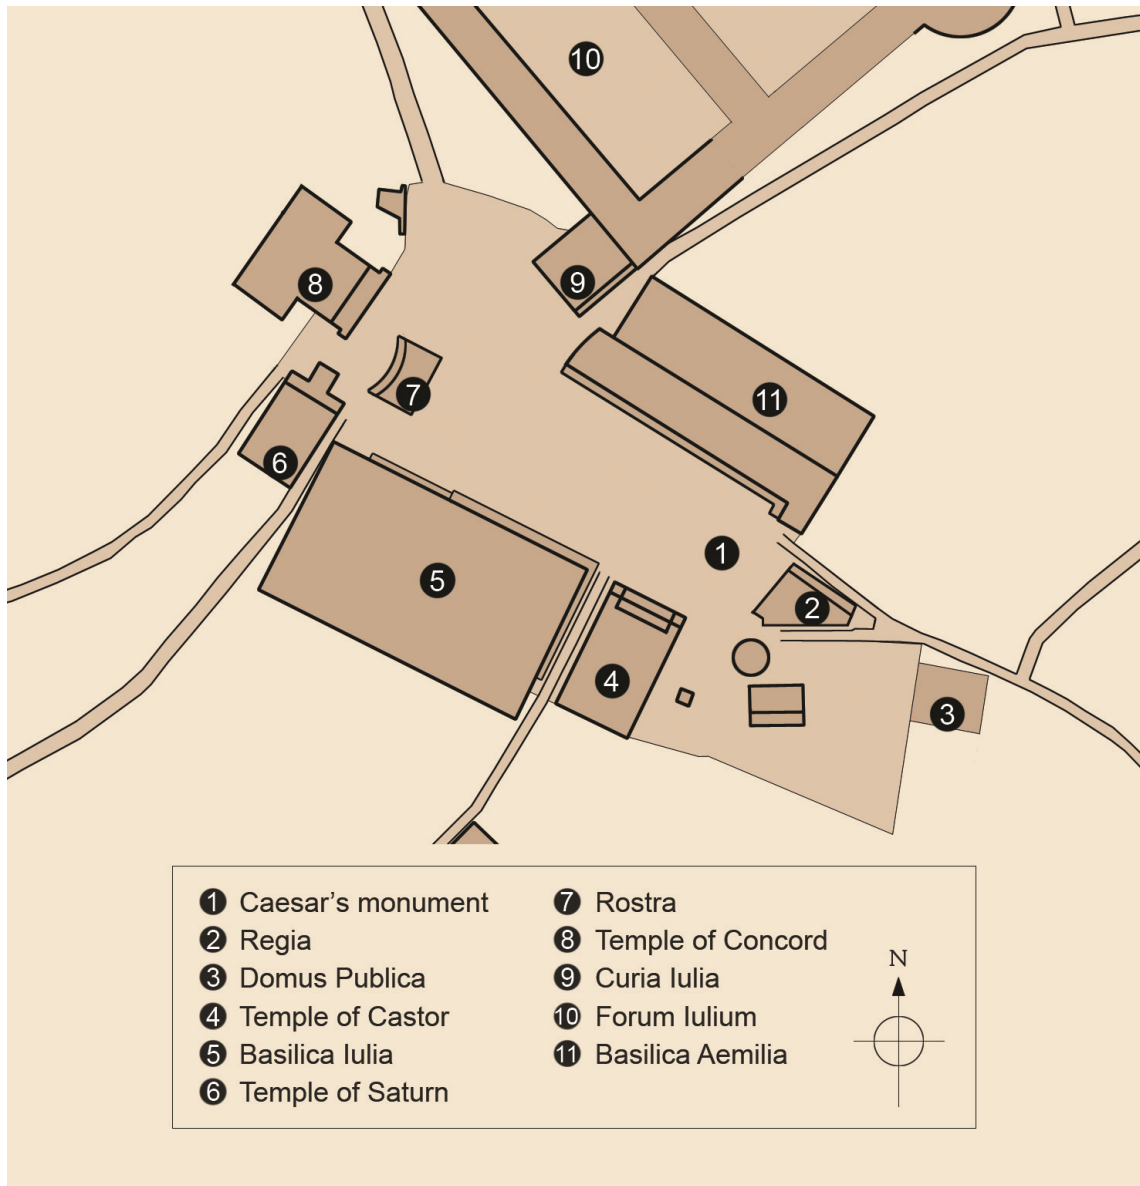 10
8
9
7
11
6
5
1
2
4
3
1 Caesar’s monument
2 Regia
3 Domus Publica
4 Temple of Castor
5 Basilica Iulia
6 Temple of Saturn
7 Rostra
8 Temple of Concord
9 Curia Iulia
10 Forum Iulium
11 Basilica Aemilia
N